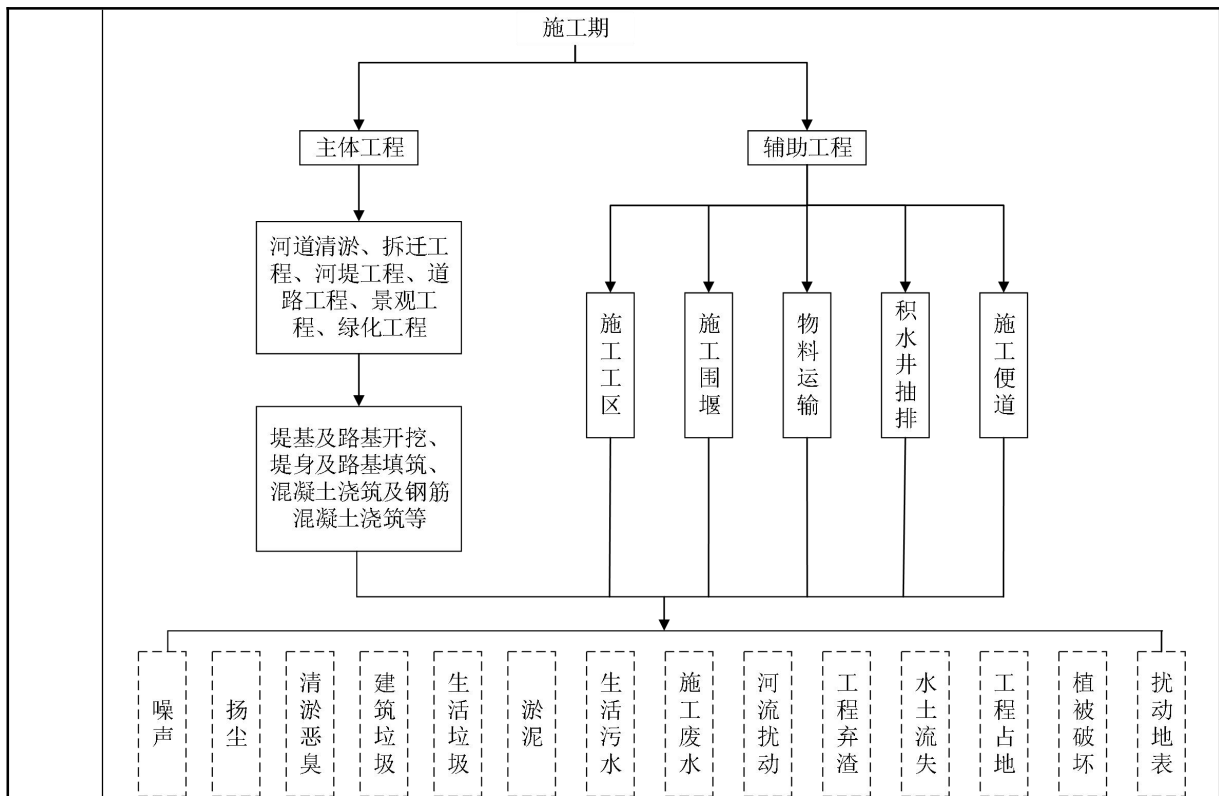 施工期
主体工程
辅助工程
河道清淤、拆迁工
程、河堤工程、道
路工程、景观工
程、绿化工程
堤基及路基开挖、
堤身及路基填筑、
混凝土浇筑及钢筋
混凝土浇筑等
施工工区
施工围堰
物料运输
积水井抽排
施工便道
噪声
扬尘
清淤恶臭
建筑垃圾
生活垃圾
淤泥
生活污水
施工废水
河流扰动
工程弃渣
水土流失
工程占地
植被破坏
扰动地表